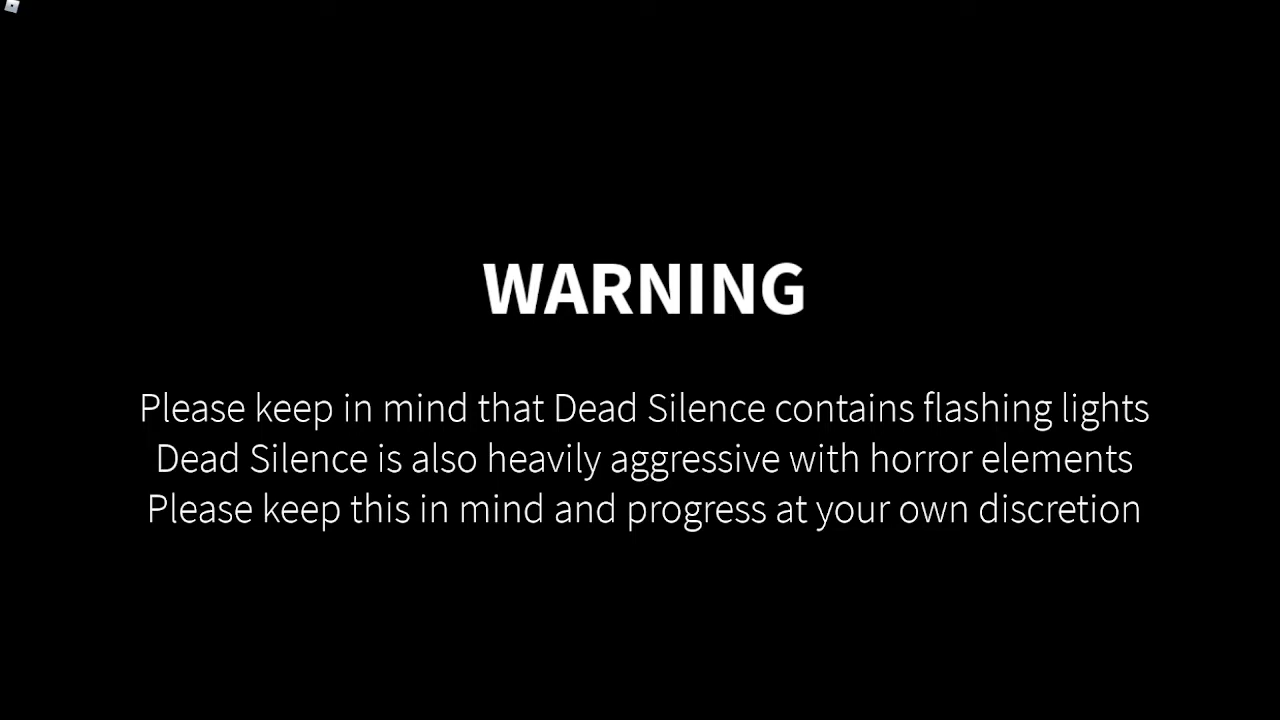 WARNING
Please keep in mind that Dead Silence contains flashing lights
Dead Silence is also heavily aggressive with horror elements
Please keep this in mind and progress at your own discretion